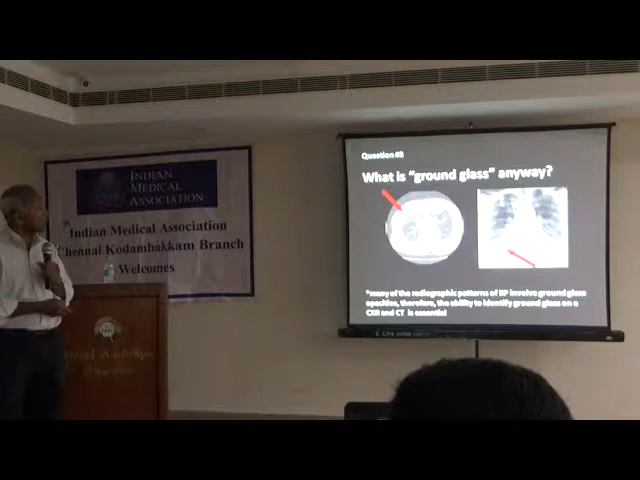 INDIAN
MEDICAL
ASSOCIATION
Indian Medical Association
Chennai Kodambakkam Branch
Welcomes
Question #3
What is "ground glass" anyway?
*many of the radiographic patterns of HP involve ground glass
opacities, therefore, the ability to identify ground glass on a
CXR and CT is essential